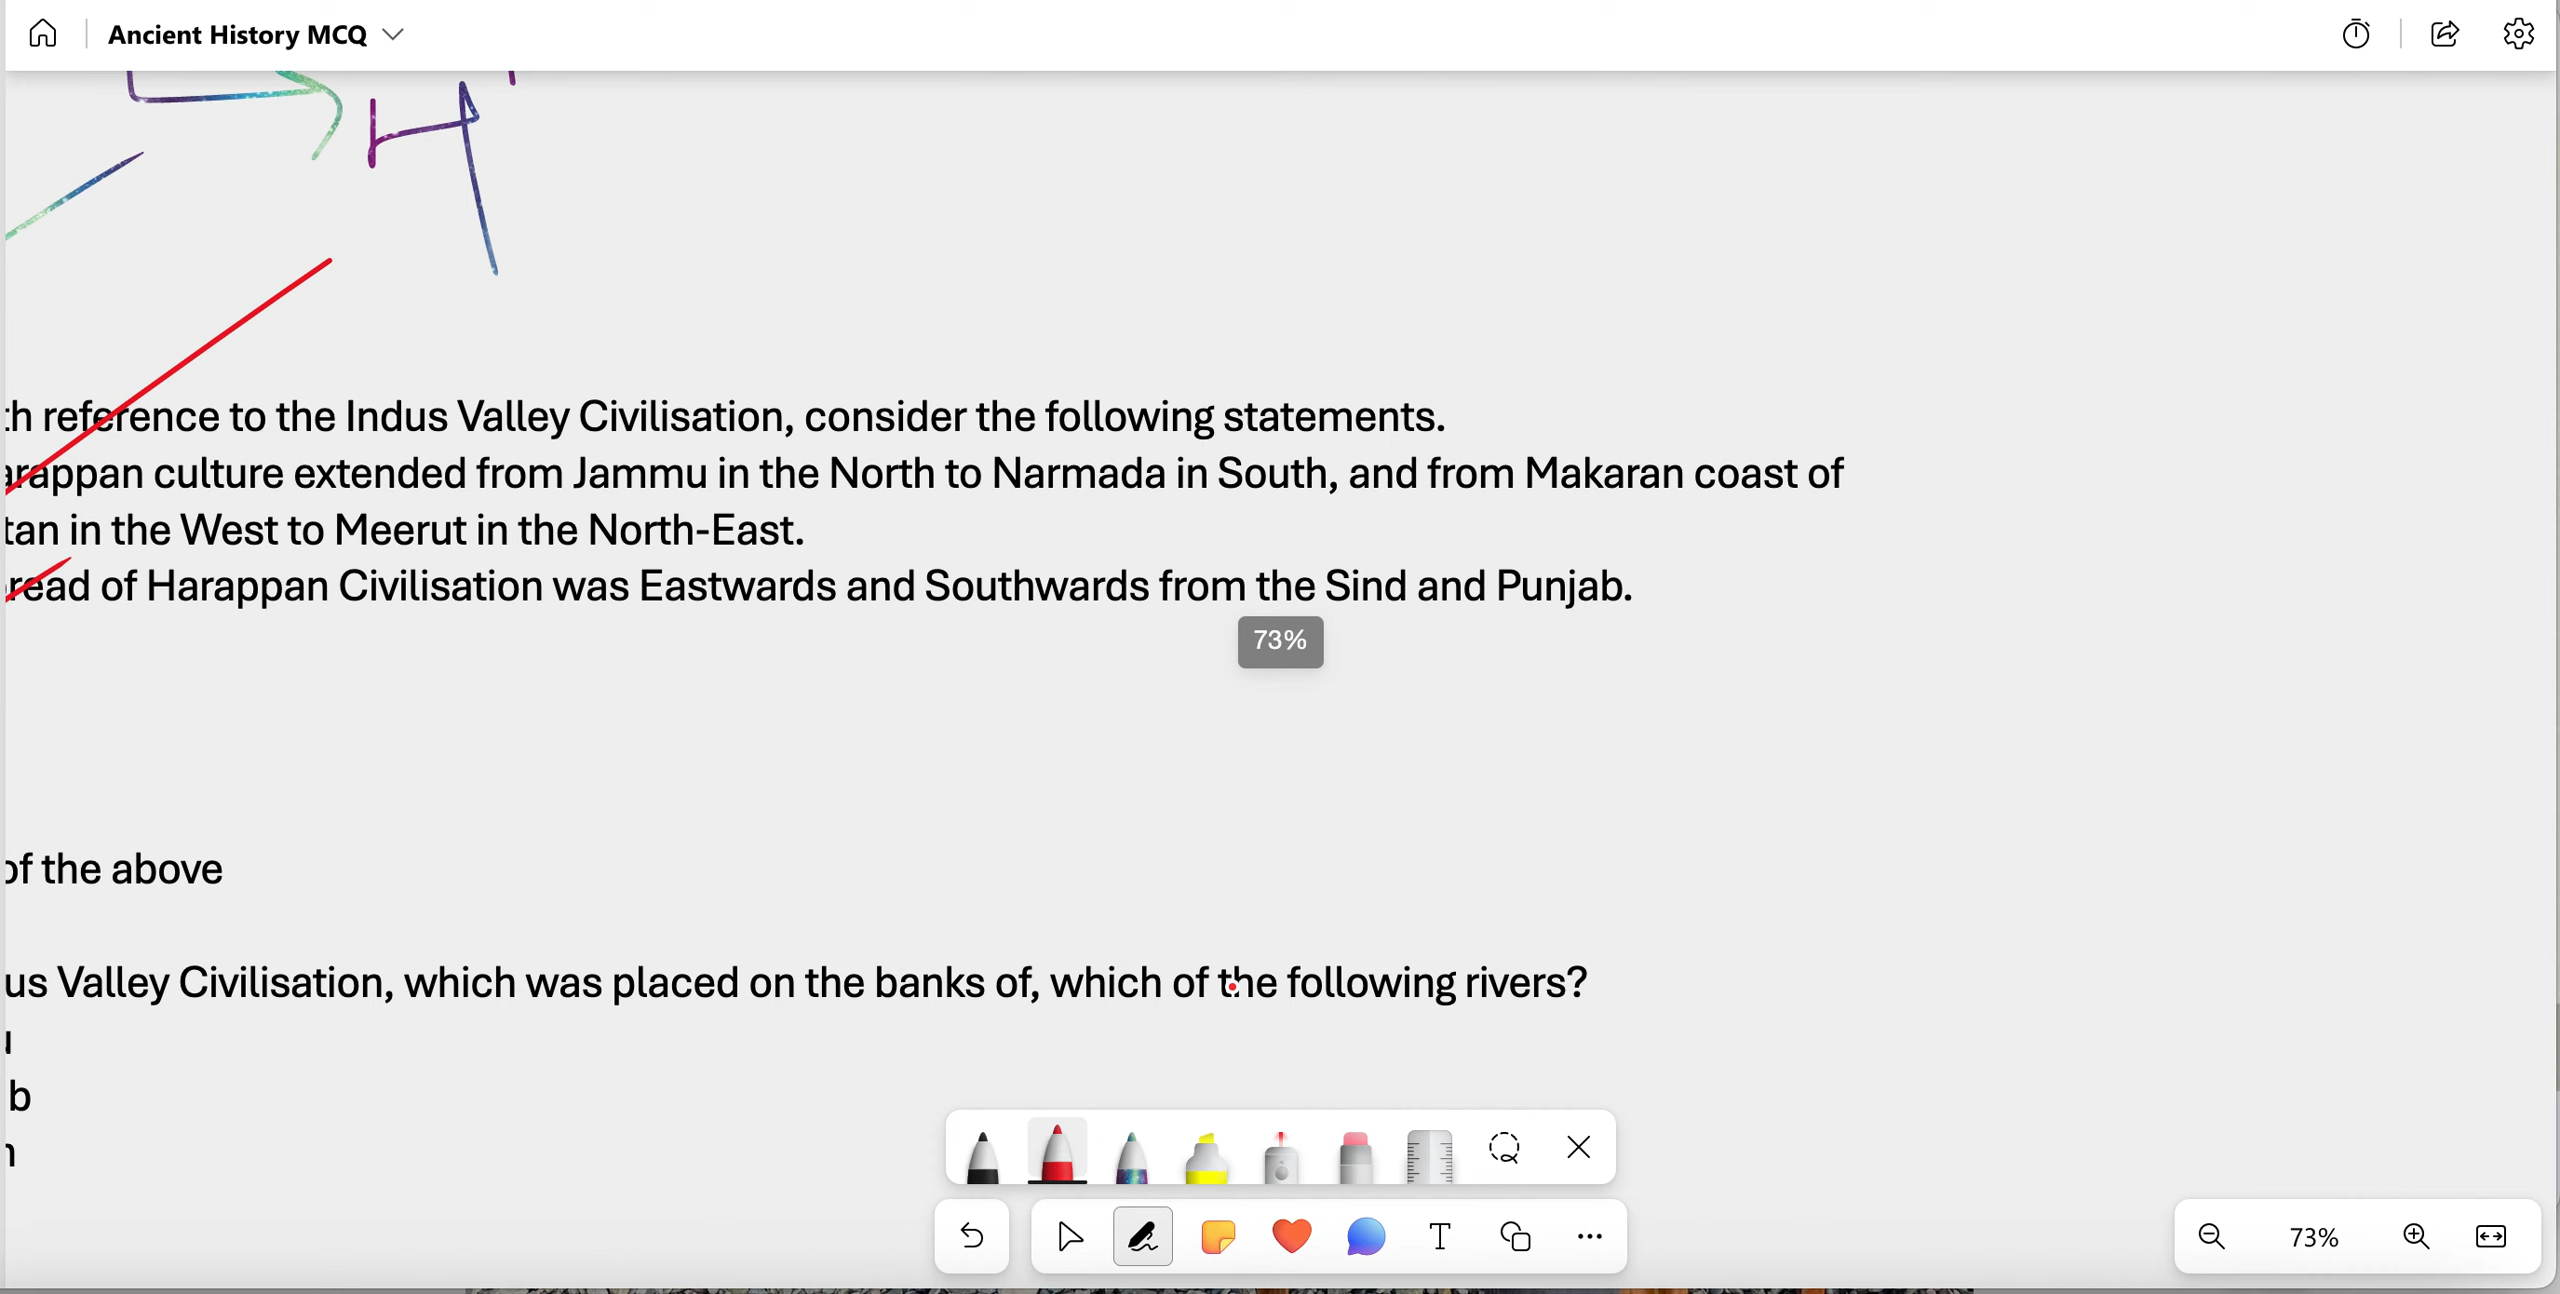 Ancient History MCQ
th reference to the Indus Valley Civilisation, consider the following statements.
arappan culture extended from Jammu in the North to Narmada in South, and from Makaran coast of
tan in the West to Meerut in the North-East.
read of Harappan Civilisation was Eastwards and Southwards from the Sind and Punjab.
73%
of the above
us Valley Civilisation, which was placed on the banks of, which of the following rivers?
b
73%